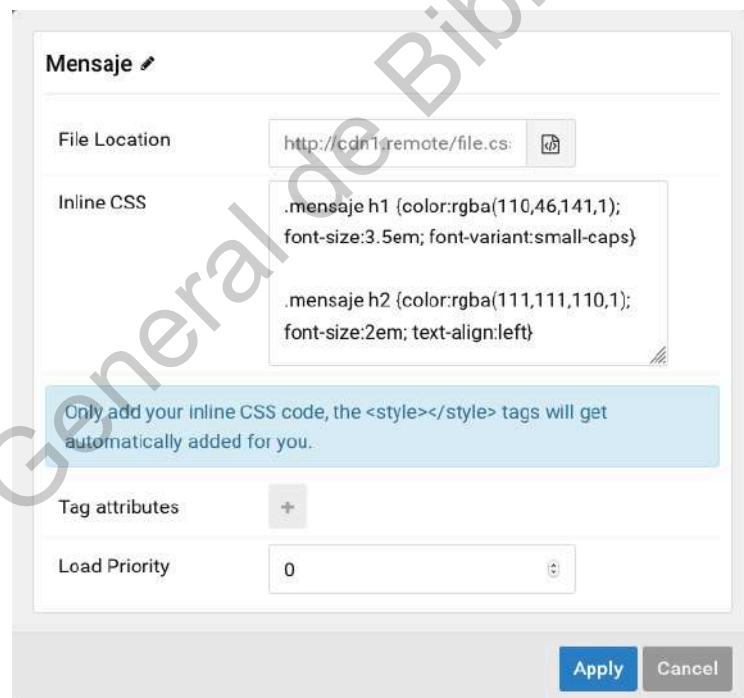 Mensaje
File Location
http://cdn1.remote/file.cs
Inline CSS
.mensaje h1 {color:rgba(110,46,141,1);
font-size:3.5em; font-variant:small-caps}
.mensaje h2 {color:rgba(111,111,110,1);
font-size:2em; text-align:left}
Only add your inline CSS code, the <style></style> tags will get
automatically added for you.
Tag attributes
+
Load Priority
0
Apply Cancel
General de Bibl